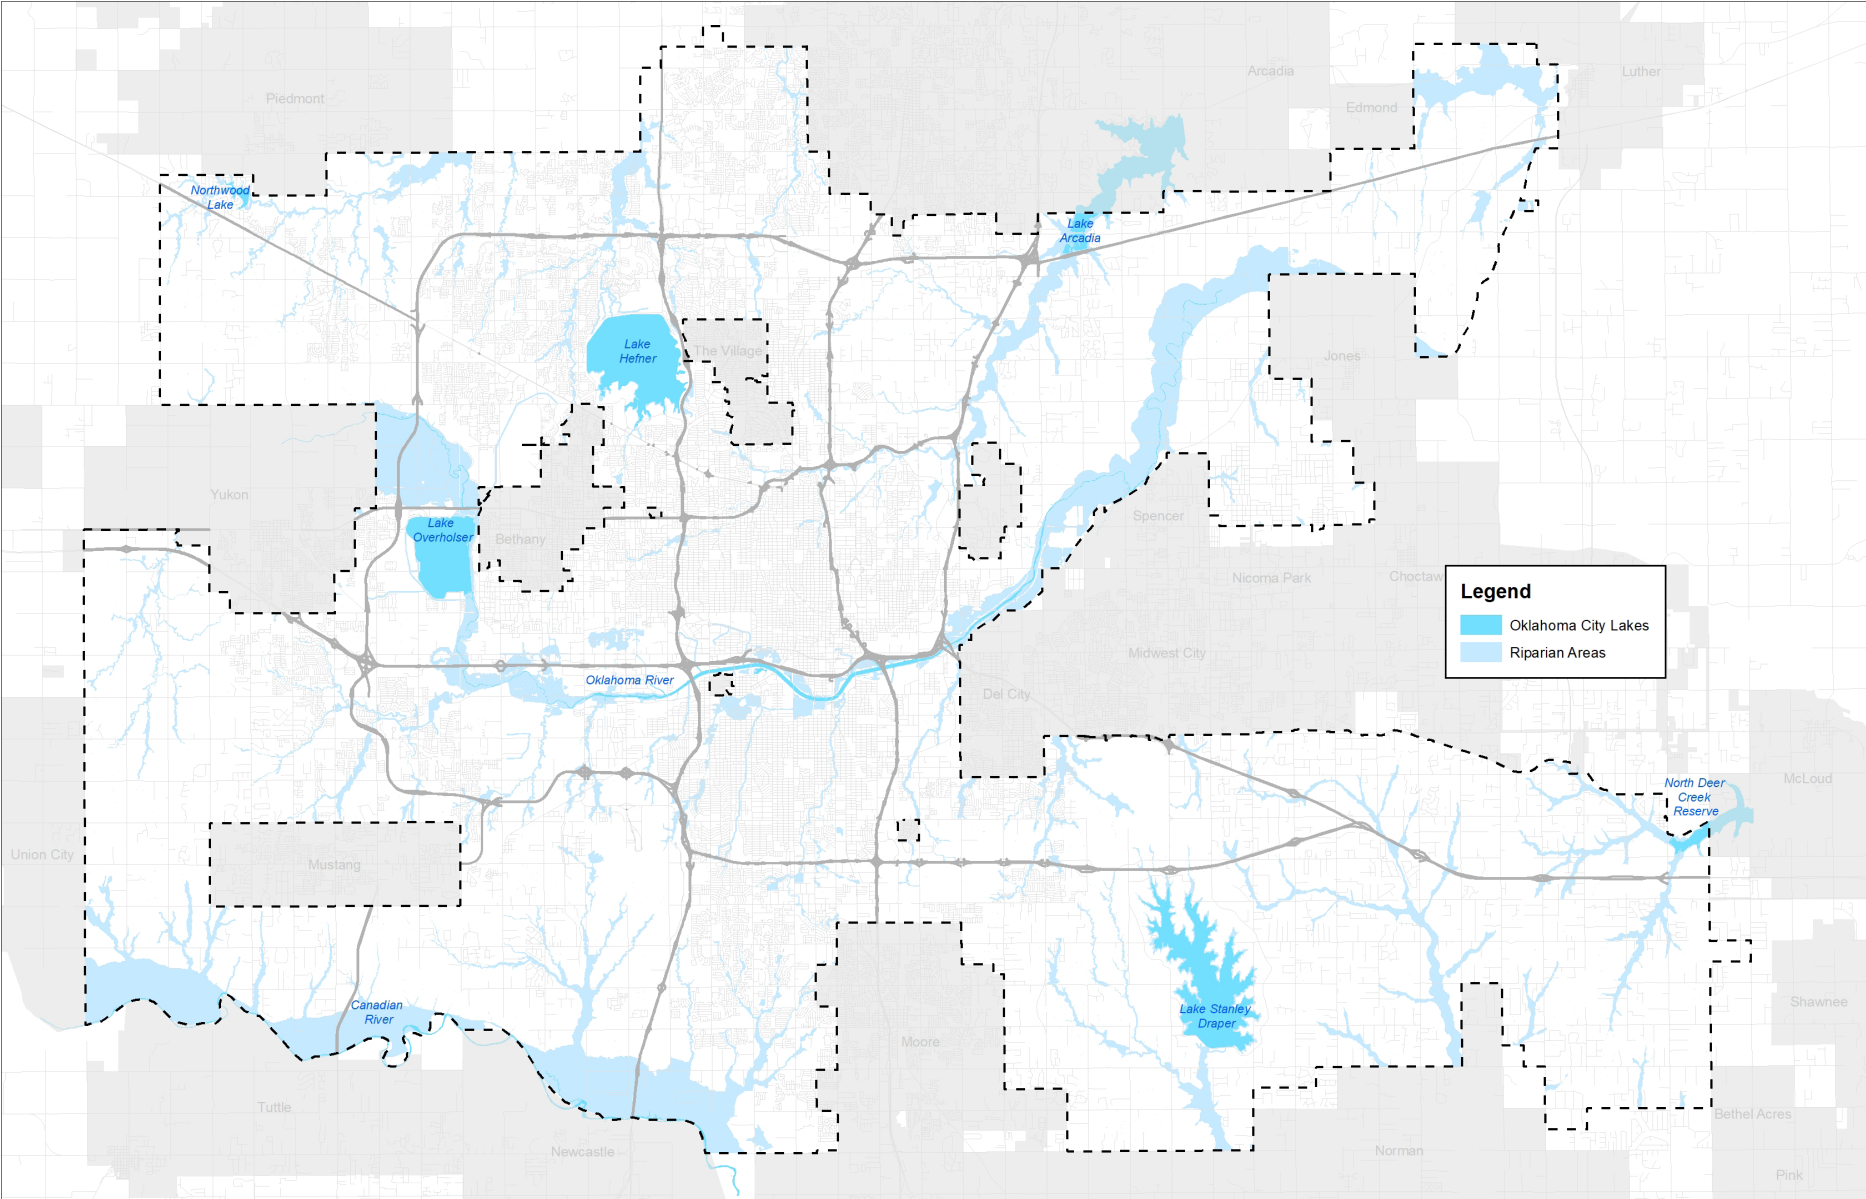 Piedmont
Arcadia
Luther
Edmond
Northwood
Lake
Lake
Arcadia
Lake
Hefner
The Village
Jones
Yukon
Lake
Overholser
Bethany
Spencer
Nicoma Park
Choctaw
Legend
Oklahoma City Lakes
Riparian Areas
Midwest City
Oklahoma River
Del City
North Deer
Creek
Reserve
McLoud
Union City
Mustang
Canadian
River
Lake Stanley
Draper
Shawnee
Moore
Tuttle
Bethel Acres
Newcastle
Norman
Pink